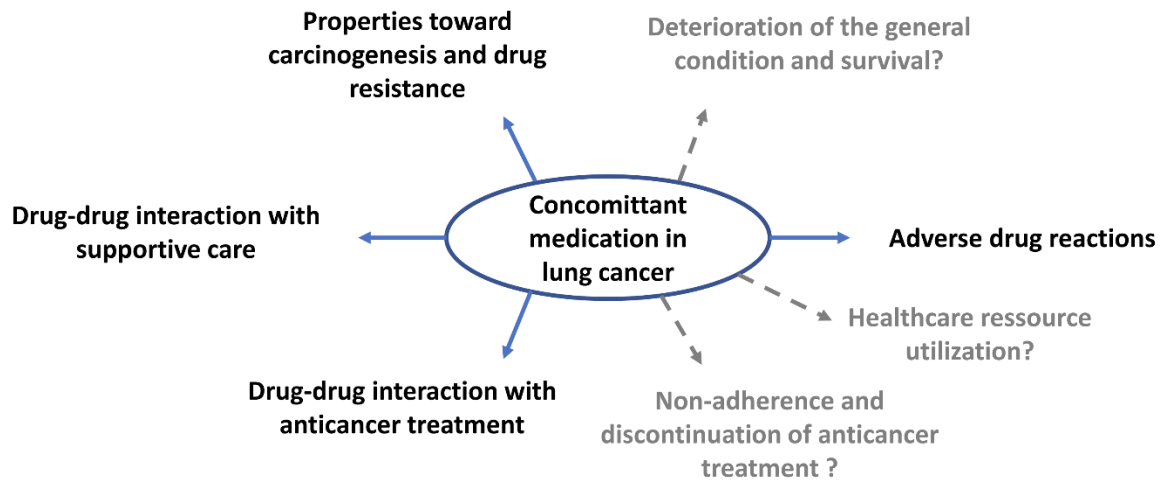 Properties toward
carcinogenesis and drug
resistance
Deterioration of the general
condition and survival?
Drug-drug interaction with
supportive care
Concomittant
medication in
lung cancer
Adverse drug reactions
Healthcare ressource
utilization?
Drug-drug interaction with
anticancer treatment
Non-adherence and
discontinuation of anticancer
treatment ?